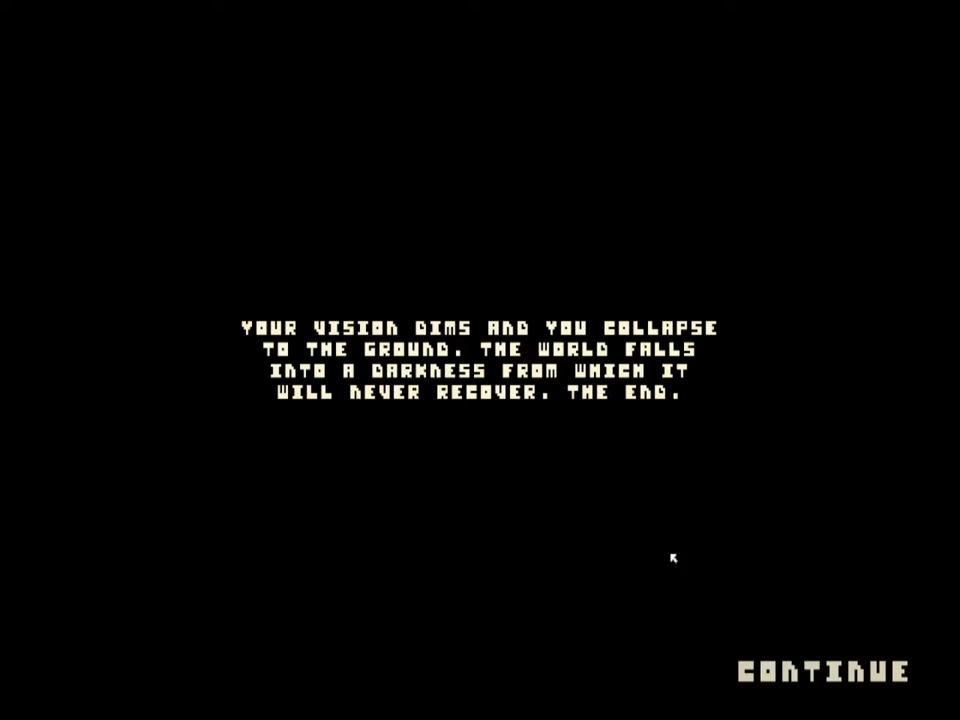 YOUR VISION DIMS AND YOU COLLAPSE
TO THE GROUND. THE WORLD FALLS
INTO A DARKNESS FROM WHICH IT
WILL NEVER RECOVER. THE END.
CONTINUE